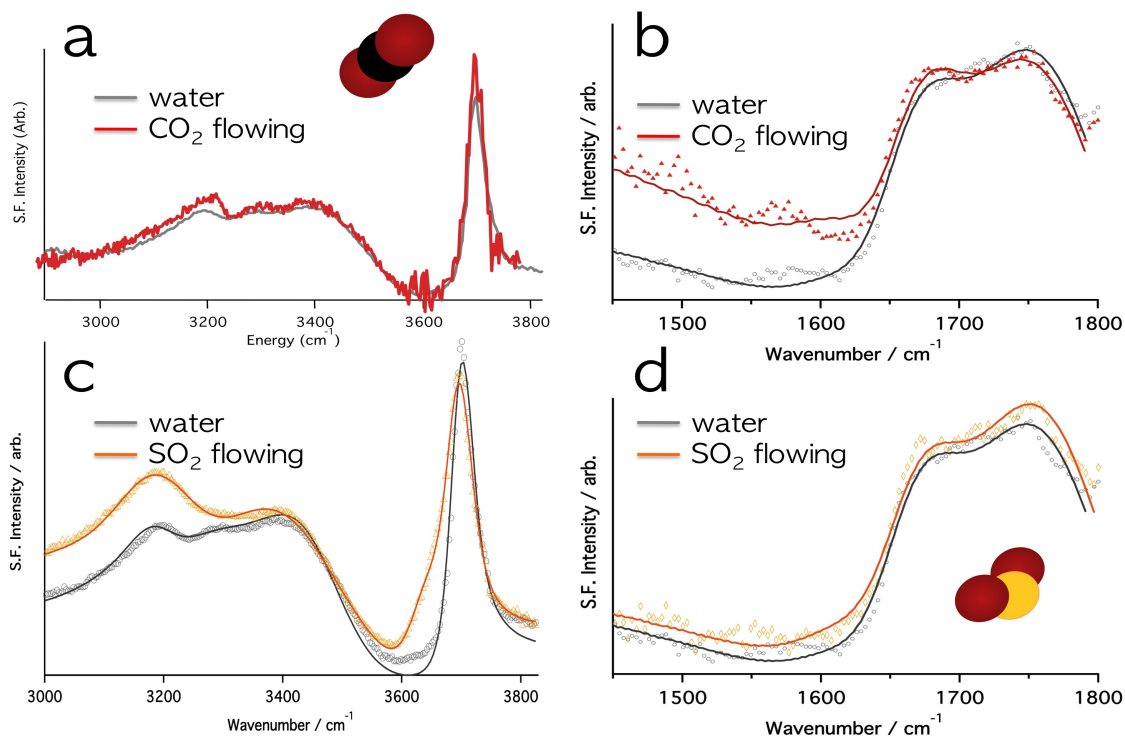 a
water
CO₂ flowing
S.F. Intensity (Arb.)
3000 3200 3400 3600 3800
Energy (cm⁻¹)
b
water
CO₂ flowing
S.F. Intensity / arb.
1500 1600 1700 1800
Wavenumber / cm⁻¹
c
water
SO₂ flowing
S.F. Intensity / arb.
3000 3200 3400 3600 3800
Wavenumber / cm⁻¹
d
water
SO₂ flowing
S.F. Intensity / arb.
1500 1600 1700 1800
Wavenumber / cm⁻¹